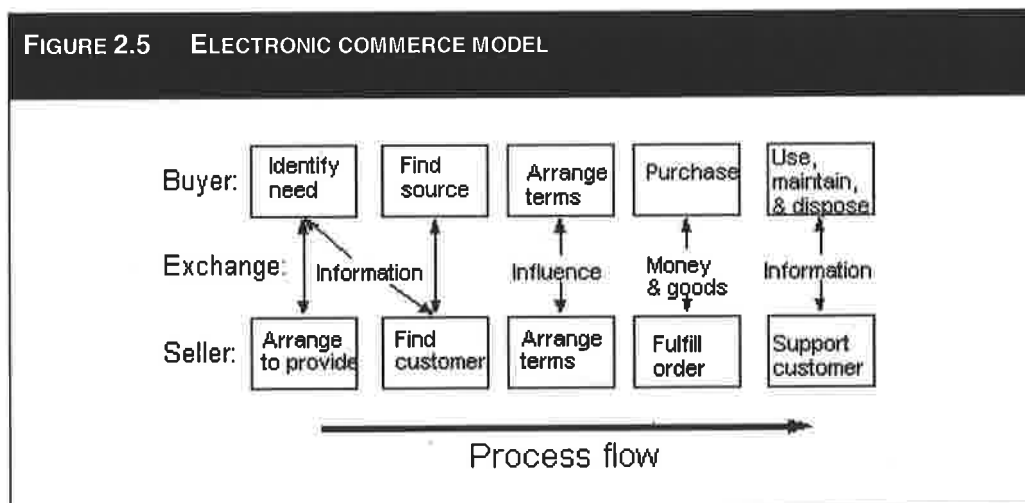 FIGURE 2.5 ELECTRONIC COMMERCE MODEL
Buyer:
Identify
need
Find
source
Arrange
terms
Purchase
Use,
maintain,
& dispose
Exchange:
Information
Influence
Money
& goods
Information
Seller:
Arrange
to provide
Find
customer
Arrange
terms
Fulfill
order
Support
customer
Process flow